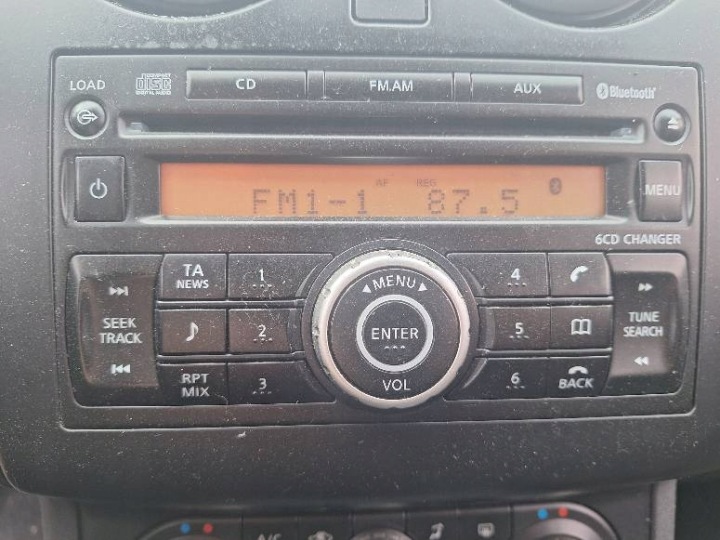 LOAD
COMPACT disc DIGITAL AUDIO
CD
FM.AM
AUX
Bluetooth
AF REG
FM1-1 87.5
MENU
6CD CHANGER
TA NEWS
1
MENU
4
SEEK TRACK
2
ENTER
5
TUNE SEARCH
RPT MIX
3
VOL
6
BACK
A/C